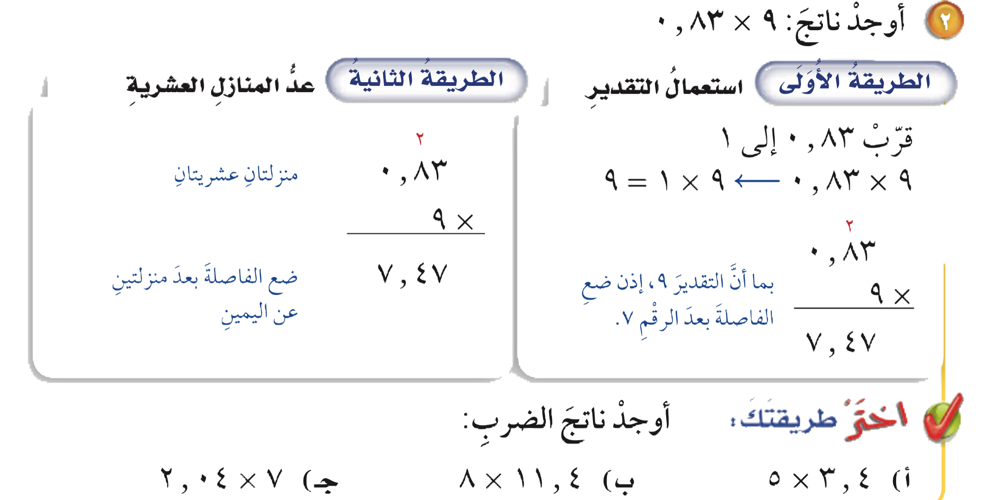 ٢ أوجدْ ناتجَ: ٩ × ٠,٨٣
الطريقةُ الأُولَى استعمالُ التقديرِ
قرّبْ ٠,٨٣ إلى ١
٩ × ٠,٨٣ ← ٩ × ١ = ٩
٢
٠,٨٣
× ٩
٧,٤٧
بما أنَّ التقديرَ ٩، إذن ضعِ
الفاصلةَ بعدَ الرقْمِ ٧.
الطريقةُ الثانيةُ عدُّ المنازلِ العشريةِ
٢
٠,٨٣ منزلتانِ عشريتانِ
× ٩
٧,٤٧ ضع الفاصلةَ بعدَ منزلتينِ
عن اليمينِ
اخترْ طريقتَكَ: أوجدْ ناتجَ الضربِ:
أ) ٣,٤ × ٥ ب) ١١,٤ × ٨ جـ) ٧ × ٢,٠٤